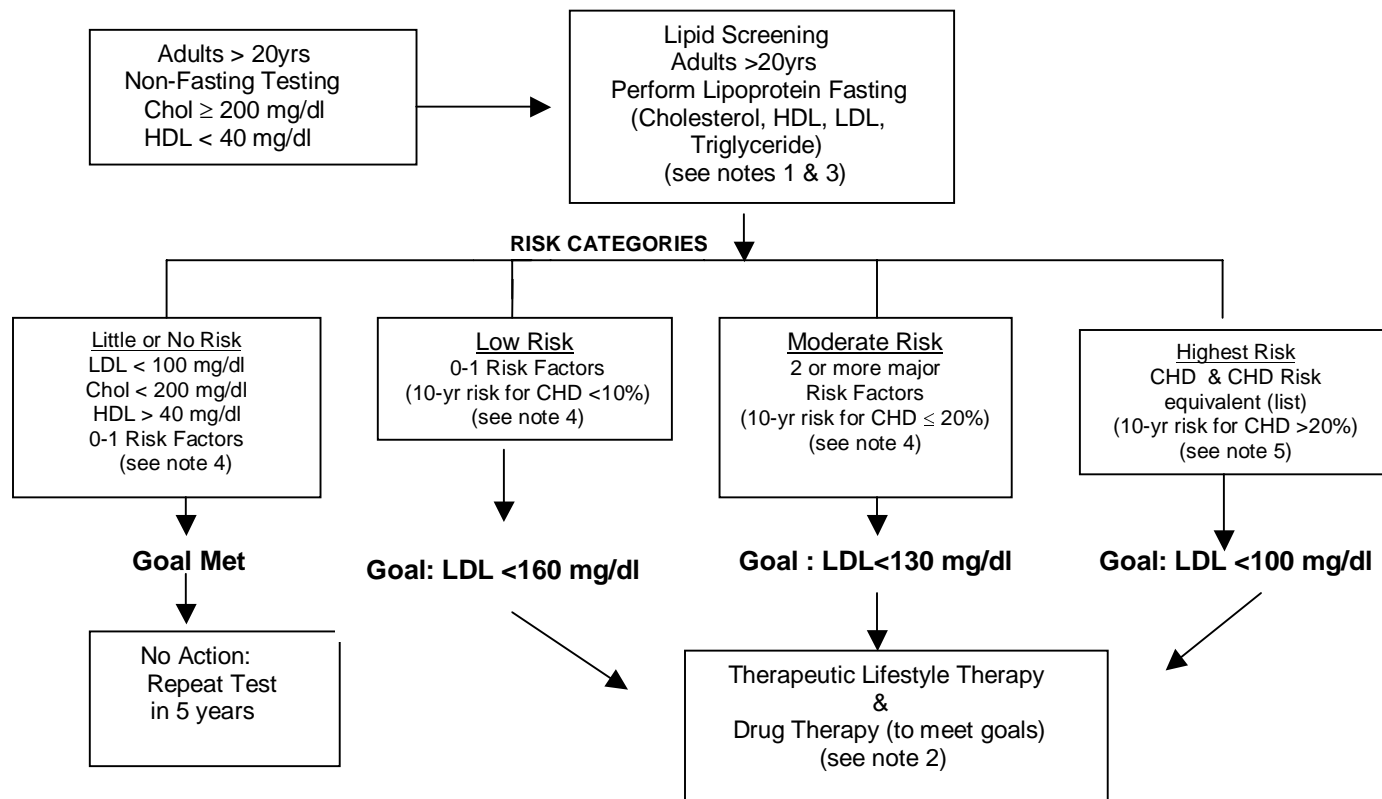 Adults > 20yrs
Non-Fasting Testing
Chol ≥ 200 mg/dl
HDL < 40 mg/dl
Lipid Screening
Adults >20yrs
Perform Lipoprotein Fasting
(Cholesterol, HDL, LDL,
Triglyceride)
(see notes 1 & 3)
RISK CATEGORIES
Little or No Risk
LDL < 100 mg/dl
Chol < 200 mg/dl
HDL > 40 mg/dl
0-1 Risk Factors
(see note 4)
Low Risk
0-1 Risk Factors
(10-yr risk for CHD <10%)
(see note 4)
Moderate Risk
2 or more major
Risk Factors
(10-yr risk for CHD ≤ 20%)
(see note 4)
Highest Risk
CHD & CHD Risk
equivalent (list)
(10-yr risk for CHD >20%)
(see note 5)
Goal Met
Goal: LDL <160 mg/dl
Goal : LDL<130 mg/dl
Goal: LDL <100 mg/dl
No Action:
Repeat Test
in 5 years
Therapeutic Lifestyle Therapy
&
Drug Therapy (to meet goals)
(see note 2)